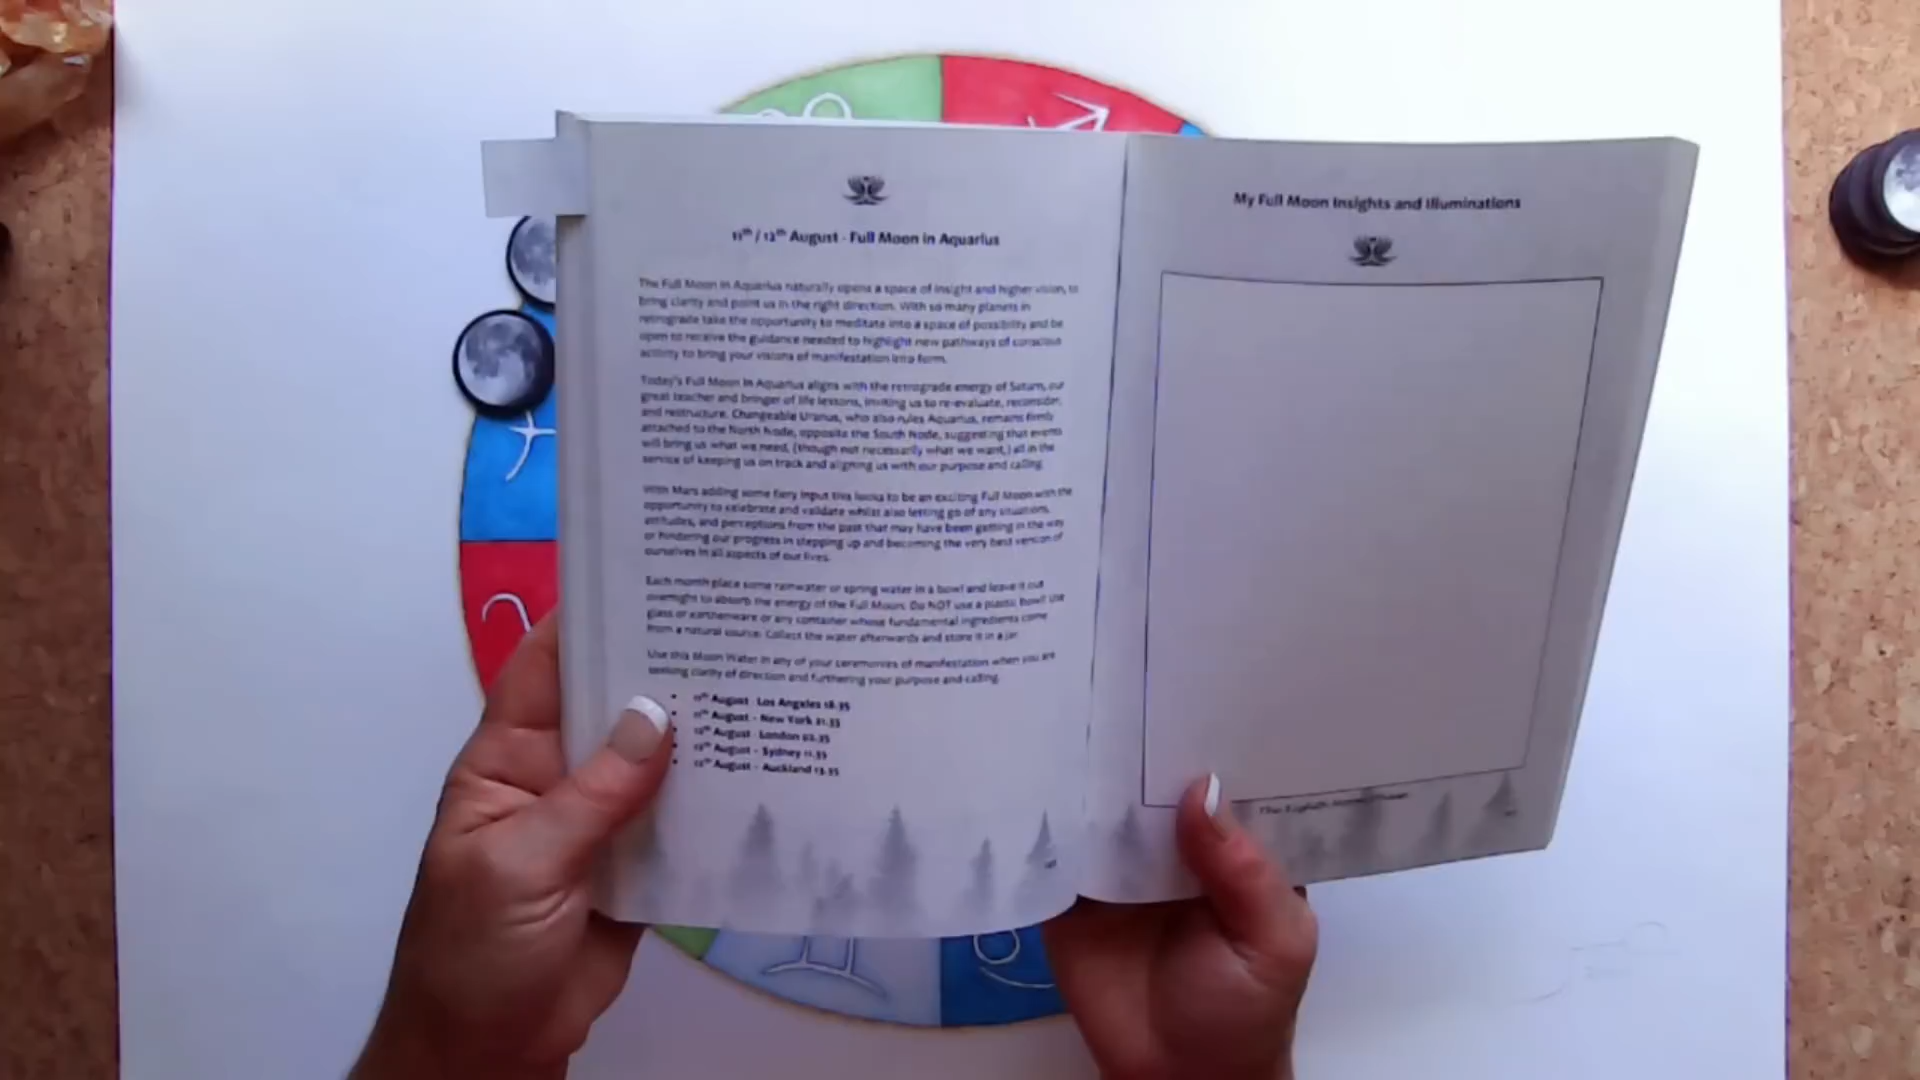 11th / 12th August - Full Moon in Aquarius
The Full Moon in Aquarius naturally opens a space of insight and higher vision, to
bring clarity and point us in the right direction. With so many planets in
retrograde take the opportunity to meditate into a space of possibility and be
open to receive the guidance needed to highlight new pathways of conscious
activity to bring your visions of manifestation into form.
Today's Full Moon in Aquarius aligns with the retrograde energy of Saturn, our
great teacher and bringer of life lessons, inviting us to re-evaluate, reconsider,
and restructure. Changeable Uranus, who also rules Aquarius, remains firmly
attached to the North Node, opposite the South Node, suggesting that events
will bring us what we need, (though not necessarily what we want,) all in the
service of keeping us on track and aligning us with our purpose and calling.
With Mars adding some fiery input this looks to be an exciting Full Moon with the
opportunity to celebrate and validate whilst also letting go of any situations,
attitudes, and perceptions from the past that may have been getting in the way
or hindering our progress in stepping up and becoming the very best version of
ourselves in all aspects of our lives.
Each month place some rainwater or spring water in a bowl and leave it out
overnight to absorb the energy of the Full Moon. Do NOT use a plastic bowl! Use
glass or earthenware or any container whose fundamental ingredients come
from a natural source. Collect the water afterwards and store it in a jar.
Use this Moon Water in any of your ceremonies of manifestation when you are
seeking clarity of direction and furthering your purpose and calling.
• 11th August - Los Angeles 18.35
• 11th August - New York 21.35
• 12th August - London 02.35
• 12th August - Sydney 11.35
• 12th August - Auckland 13.35
My Full Moon Insights and Illuminations
The Eighth Moon